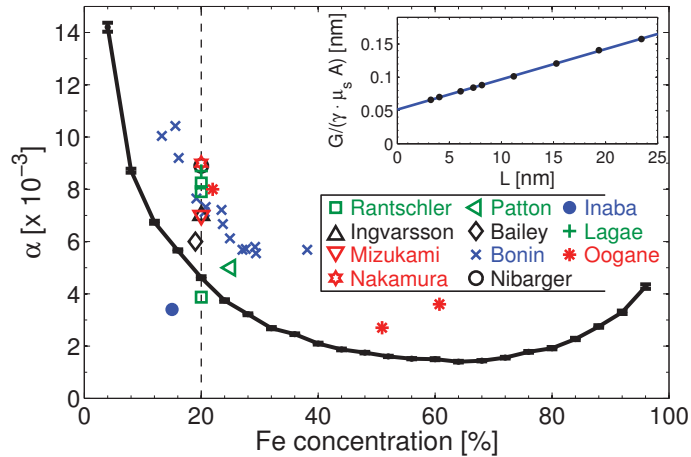 α [x 10⁻³]
14
12
10
8
6
4
2
0
0 20 40 60 80 100
Fe concentration [%]
G/(γ · μₛ A) [nm]
0.15
0.1
0.05
0
0 5 10 15 20 25
L [nm]
Rantschler Patton Inaba
Ingvarsson Bailey Lagae
Mizukami Bonin Oogane
Nakamura Nibarger